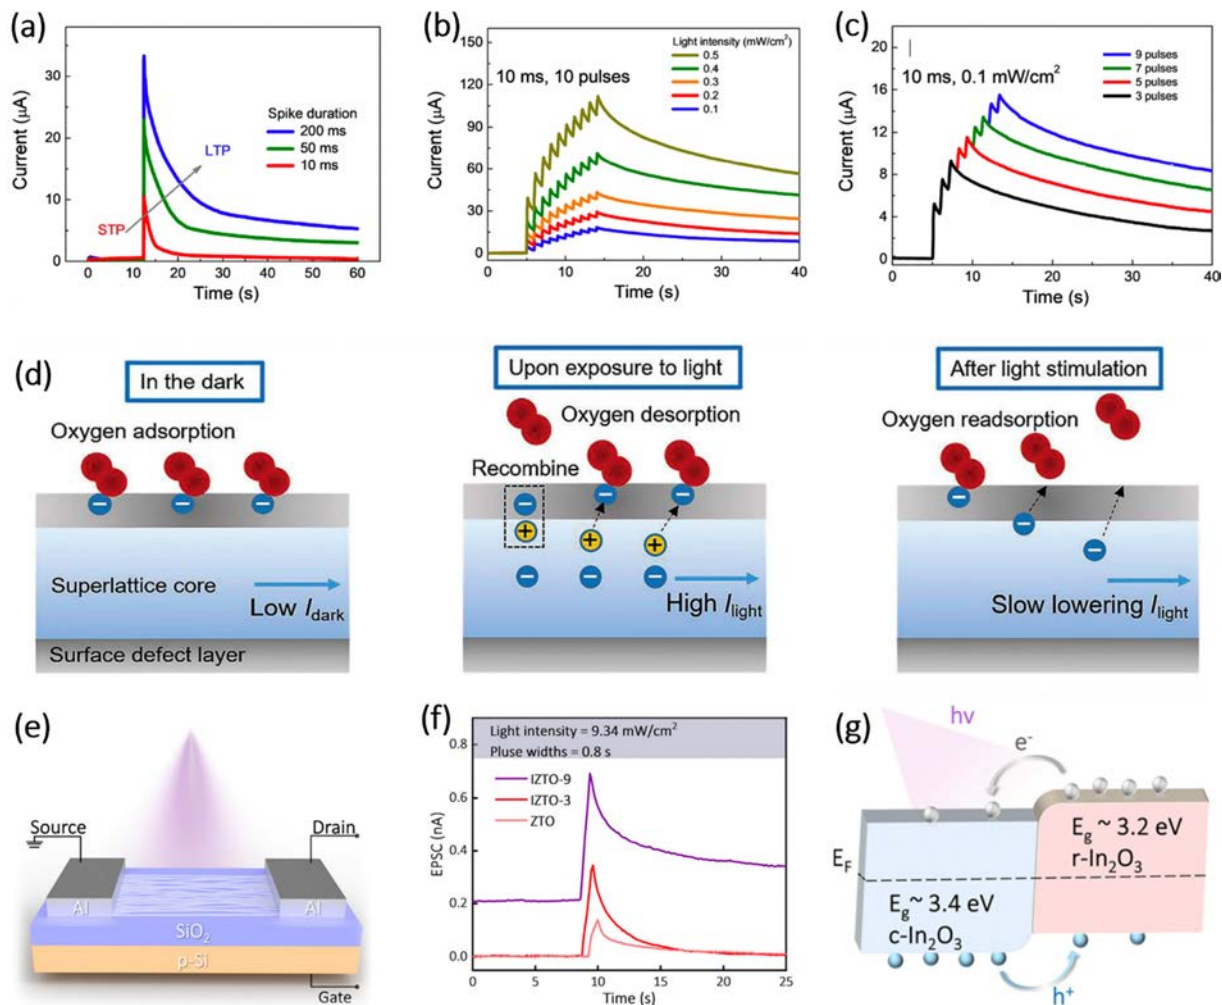 (a)
30
20
10
0
Current (μA)
Spike duration
200 ms
50 ms
10 ms
LTP
STP
0 10 20 30 40 50 60
Time (s)
(b)
150
120
90
60
30
0
Current (μA)
Light intensity (mW/cm²)
0.5
0.4
0.3
0.2
0.1
10 ms, 10 pulses
0 10 20 30 40
Time (s)
(c)
20
16
12
8
4
0
Current (μA)
10 ms, 0.1 mW/cm²
9 pulses
7 pulses
5 pulses
3 pulses
0 10 20 30 40
Time (s)
(d)
In the dark
Oxygen adsorption
Superlattice core
Low Idark
Surface defect layer
Upon exposure to light
Oxygen desorption
Recombine
High Ilight
After light stimulation
Oxygen readsorption
Slow lowering Ilight
(e)
Source
Drain
Al
Al
SiO₂
p-Si
Gate
(f)
Light intensity = 9.34 mW/cm²
Pluse widths = 0.8 s
0.8
0.6
0.4
0.2
0.0
EPSC (nA)
IZTO-9
IZTO-3
ZTO
0 5 10 15 20 25
Time (s)
(g)
hν
e⁻
E_F
E_g ~ 3.2 eV
r-In₂O₃
E_g ~ 3.4 eV
c-In₂O₃
h⁺